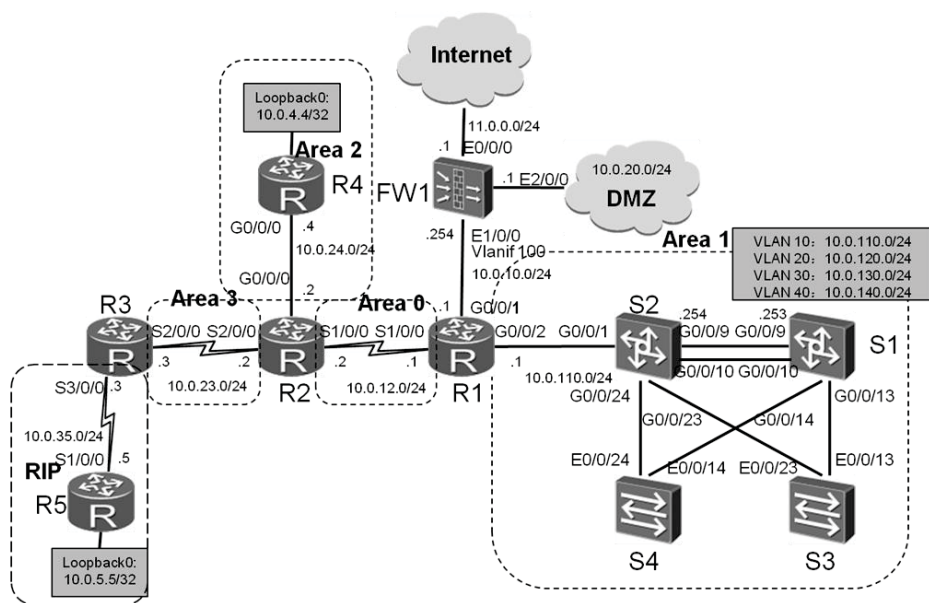 Internet
Loopback0:
10.0.4.4/32
11.0.0.0/24
Area 2
.1 E0/0/0
R4
FW1
.1 E2/0/0
10.0.20.0/24
DMZ
G0/0/0
.4
10.0.24.0/24
.254
E1/0/0
Vlanif 100
10.0.10.0/24
Area 1
VLAN 10: 10.0.110.0/24
VLAN 20: 10.0.120.0/24
VLAN 30: 10.0.130.0/24
VLAN 40: 10.0.140.0/24
G0/0/0
.2
Area 3
Area 0
.1
G0/0/1
R3
S2/0/0 S2/0/0
S1/0/0 S1/0/0
G0/0/2 G0/0/1
S2
.254
.253
G0/0/9 G0/0/9
S1
G0/0/10 G0/0/10
.3
.2
.2
.1
.1
10.0.23.0/24
R2
10.0.12.0/24
R1
10.0.110.0/24
S3/0/0
.3
G0/0/24
G0/0/23
G0/0/14
G0/0/13
10.0.35.0/24
S1/0/0
.5
RIP
R5
E0/0/24
E0/0/14
E0/0/23
E0/0/13
Loopback0:
10.0.5.5/32
S4
S3